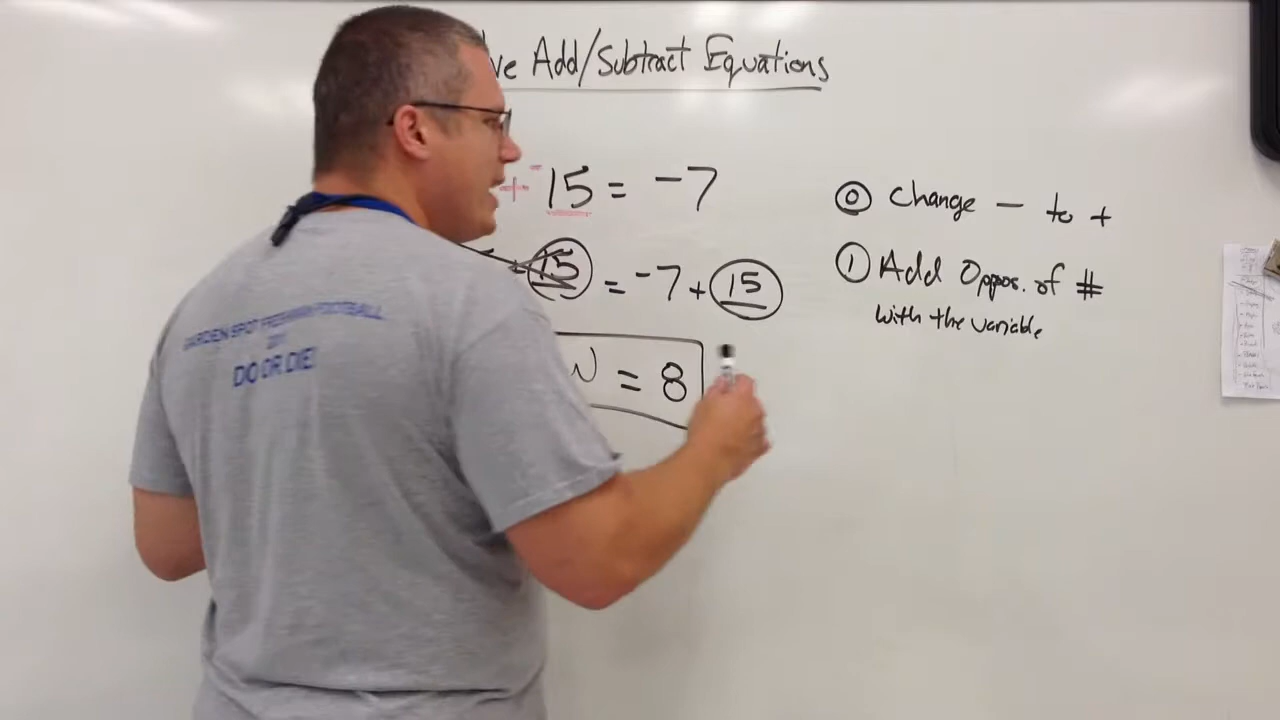 ve Add/Subtract Equations
+ -15 = -7
15 = -7 + 15
W = 8
⓪ Change - to +
① Add Oppos. of #
with the variable
GARDEN SPOT FRESHMAN FOOTBALL
DO OR DIE!